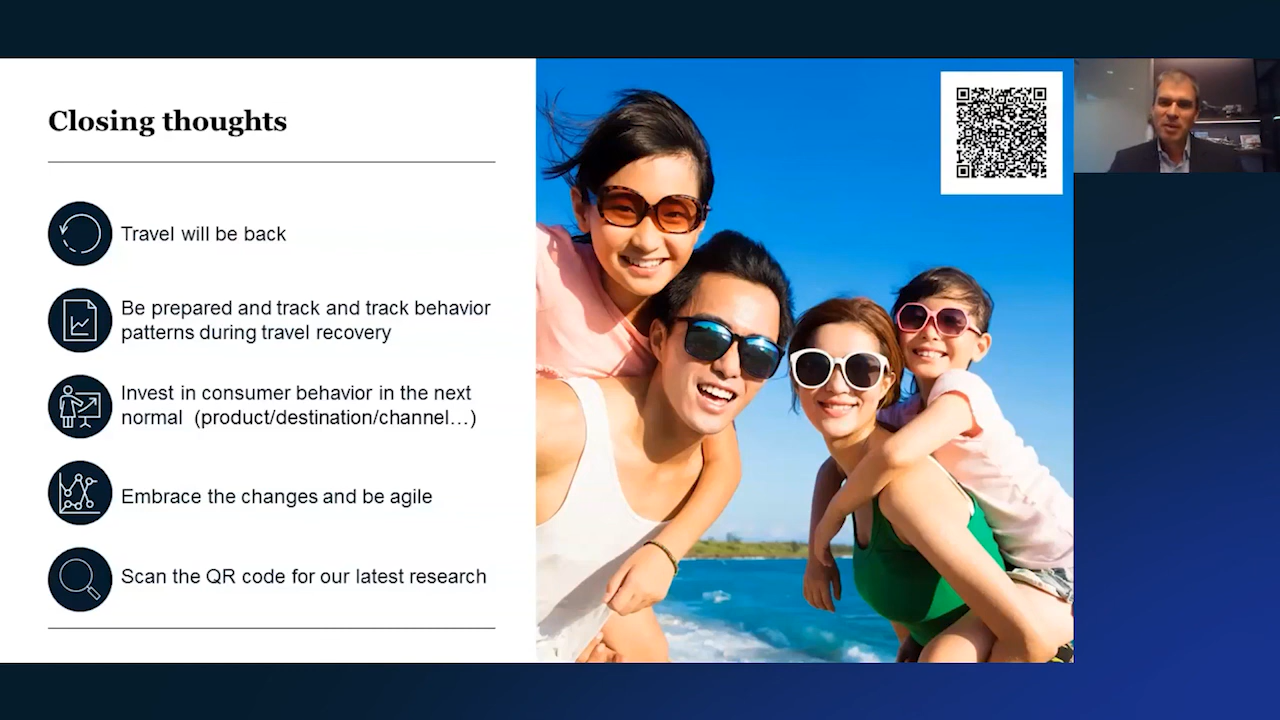 Closing thoughts
Travel will be back
Be prepared and track and track behavior
patterns during travel recovery
Invest in consumer behavior in the next
normal  (product/destination/channel…)
Embrace the changes and be agile
Scan the QR code for our latest research